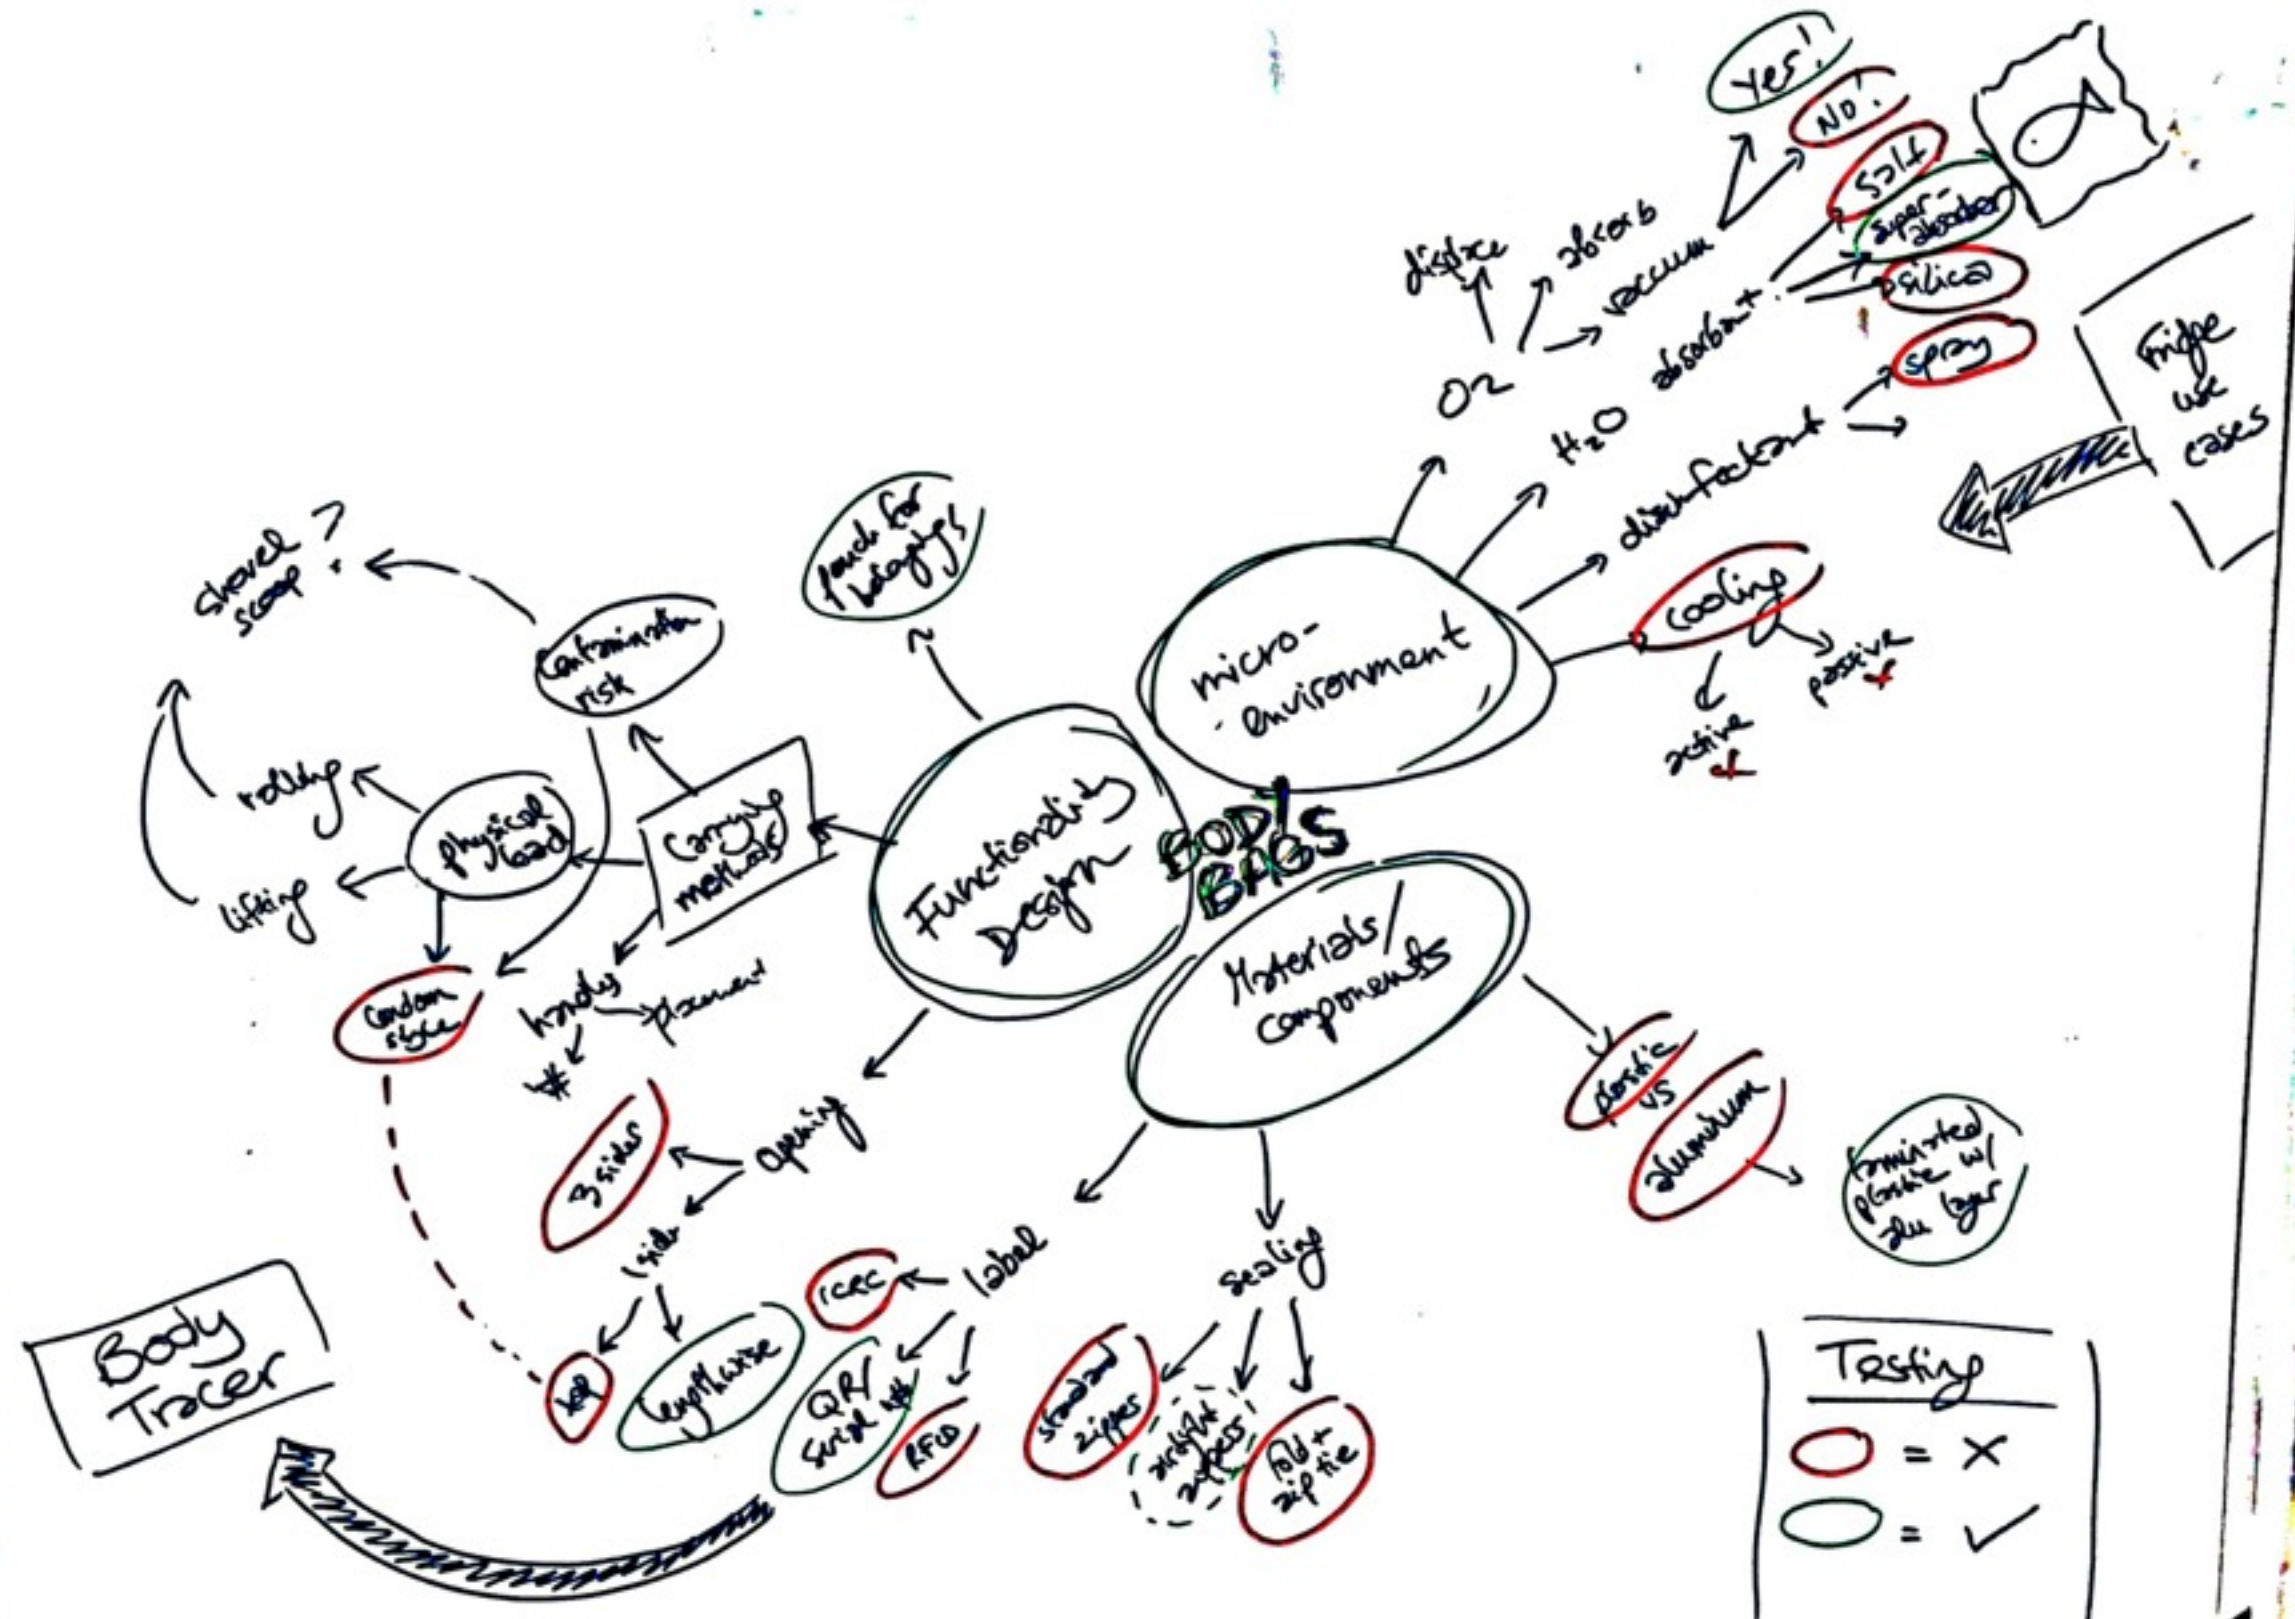 Yes!!
No!
salt
super-
absorber
silica
spray
displace
absorb
vaccum
O2
H2O
absorbant
disinfectant
cooling
passive
x
active
x
Fridge
use
cases
micro-
environment
BODY
BAGS
Functionality
Design
pouch for
belongings
Carrying
methods
Contamination
risk
shovel ?
scoop
Physical
load
rolling
lifting
condom
style
handles
placement
#
opening
3 sides
1 side
top
lengthwise
Materials/
components
plastic
vs
aluminum
laminated
plastic w/
alu layer
label
ICRC
QR/
serial
RFID
sealing
standard
zipper
airtight
zippers
fold +
zip tie
Body
Tracer
Testing
= X
= ✓